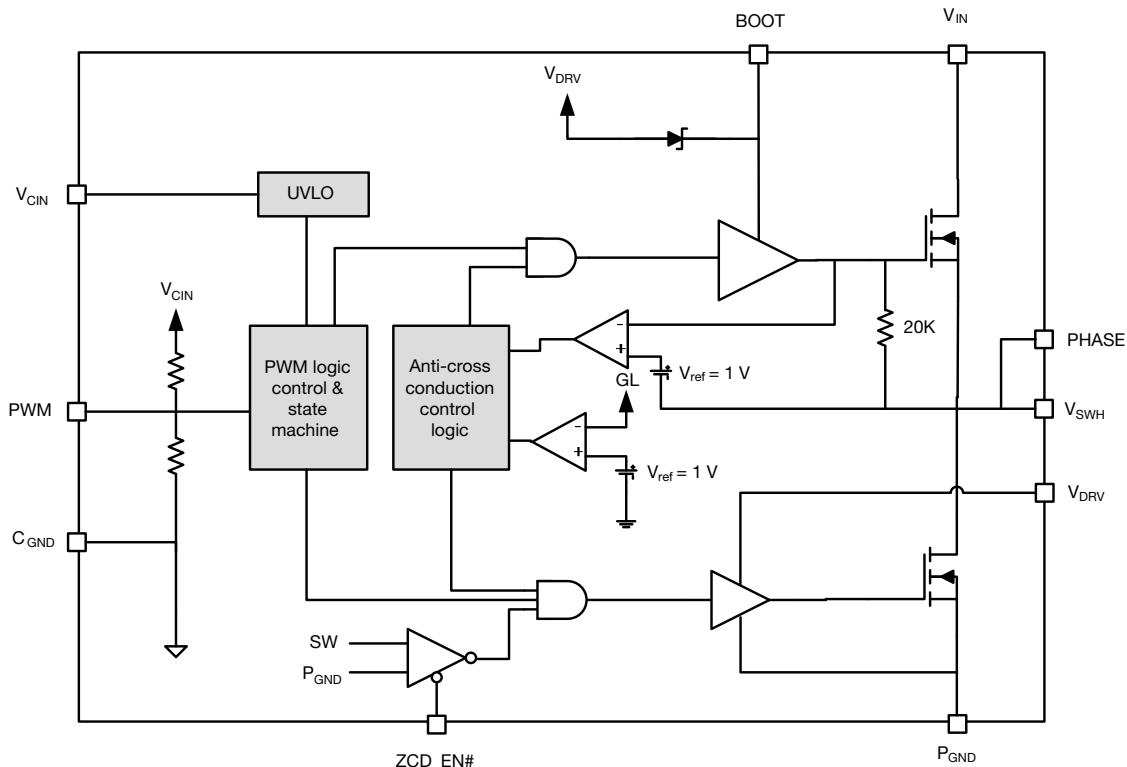 BOOT
V_IN
V_DRV
V_CIN
UVLO
V_CIN
20K
PHASE
PWM logic
control &
state
machine
Anti-cross
conduction
control
logic
-
+
V_ref = 1 V
GL
PWM
V_SWH
-
+
V_ref = 1 V
V_DRV
C_GND
SW
P_GND
ZCD_EN#
P_GND